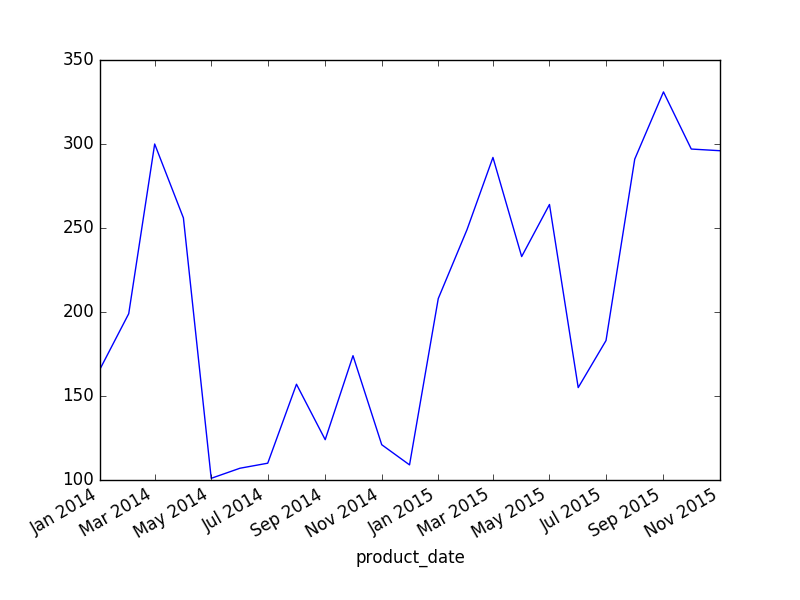 350
300
250
200
150
100
Jan 2014
Mar 2014
May 2014
Jul 2014
Sep 2014
Nov 2014
Jan 2015
Mar 2015
May 2015
Jul 2015
Sep 2015
Nov 2015
product_date